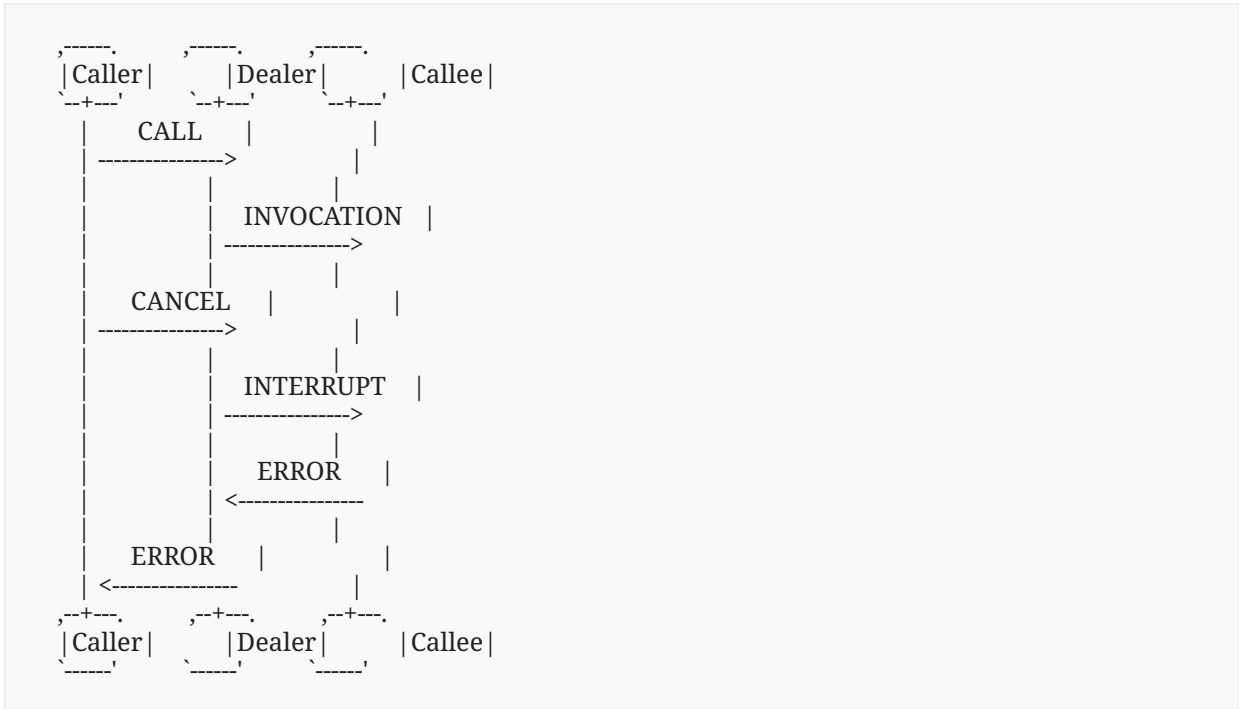 ,------.          ,------.          ,------.
|Caller|          |Dealer|          |Callee|
`--+---'          `--+---'          `--+---'
|       CALL       |                  |
| ---------------->                   |
|                  |                  |
|                  |    INVOCATION    |
|                  | ---------------->
|                  |                  |
|      CANCEL      |                  |
| ---------------->                   |
|                  |                  |
|                  |    INTERRUPT     |
|                  | ---------------->
|                  |                  |
|                  |      ERROR       |
|                  | <----------------
|                  |                  |
|      ERROR       |                  |
| <----------------                   |
,--+---.          ,--+---.          ,--+---.
|Caller|          |Dealer|          |Callee|
`------'          `------'          `------'